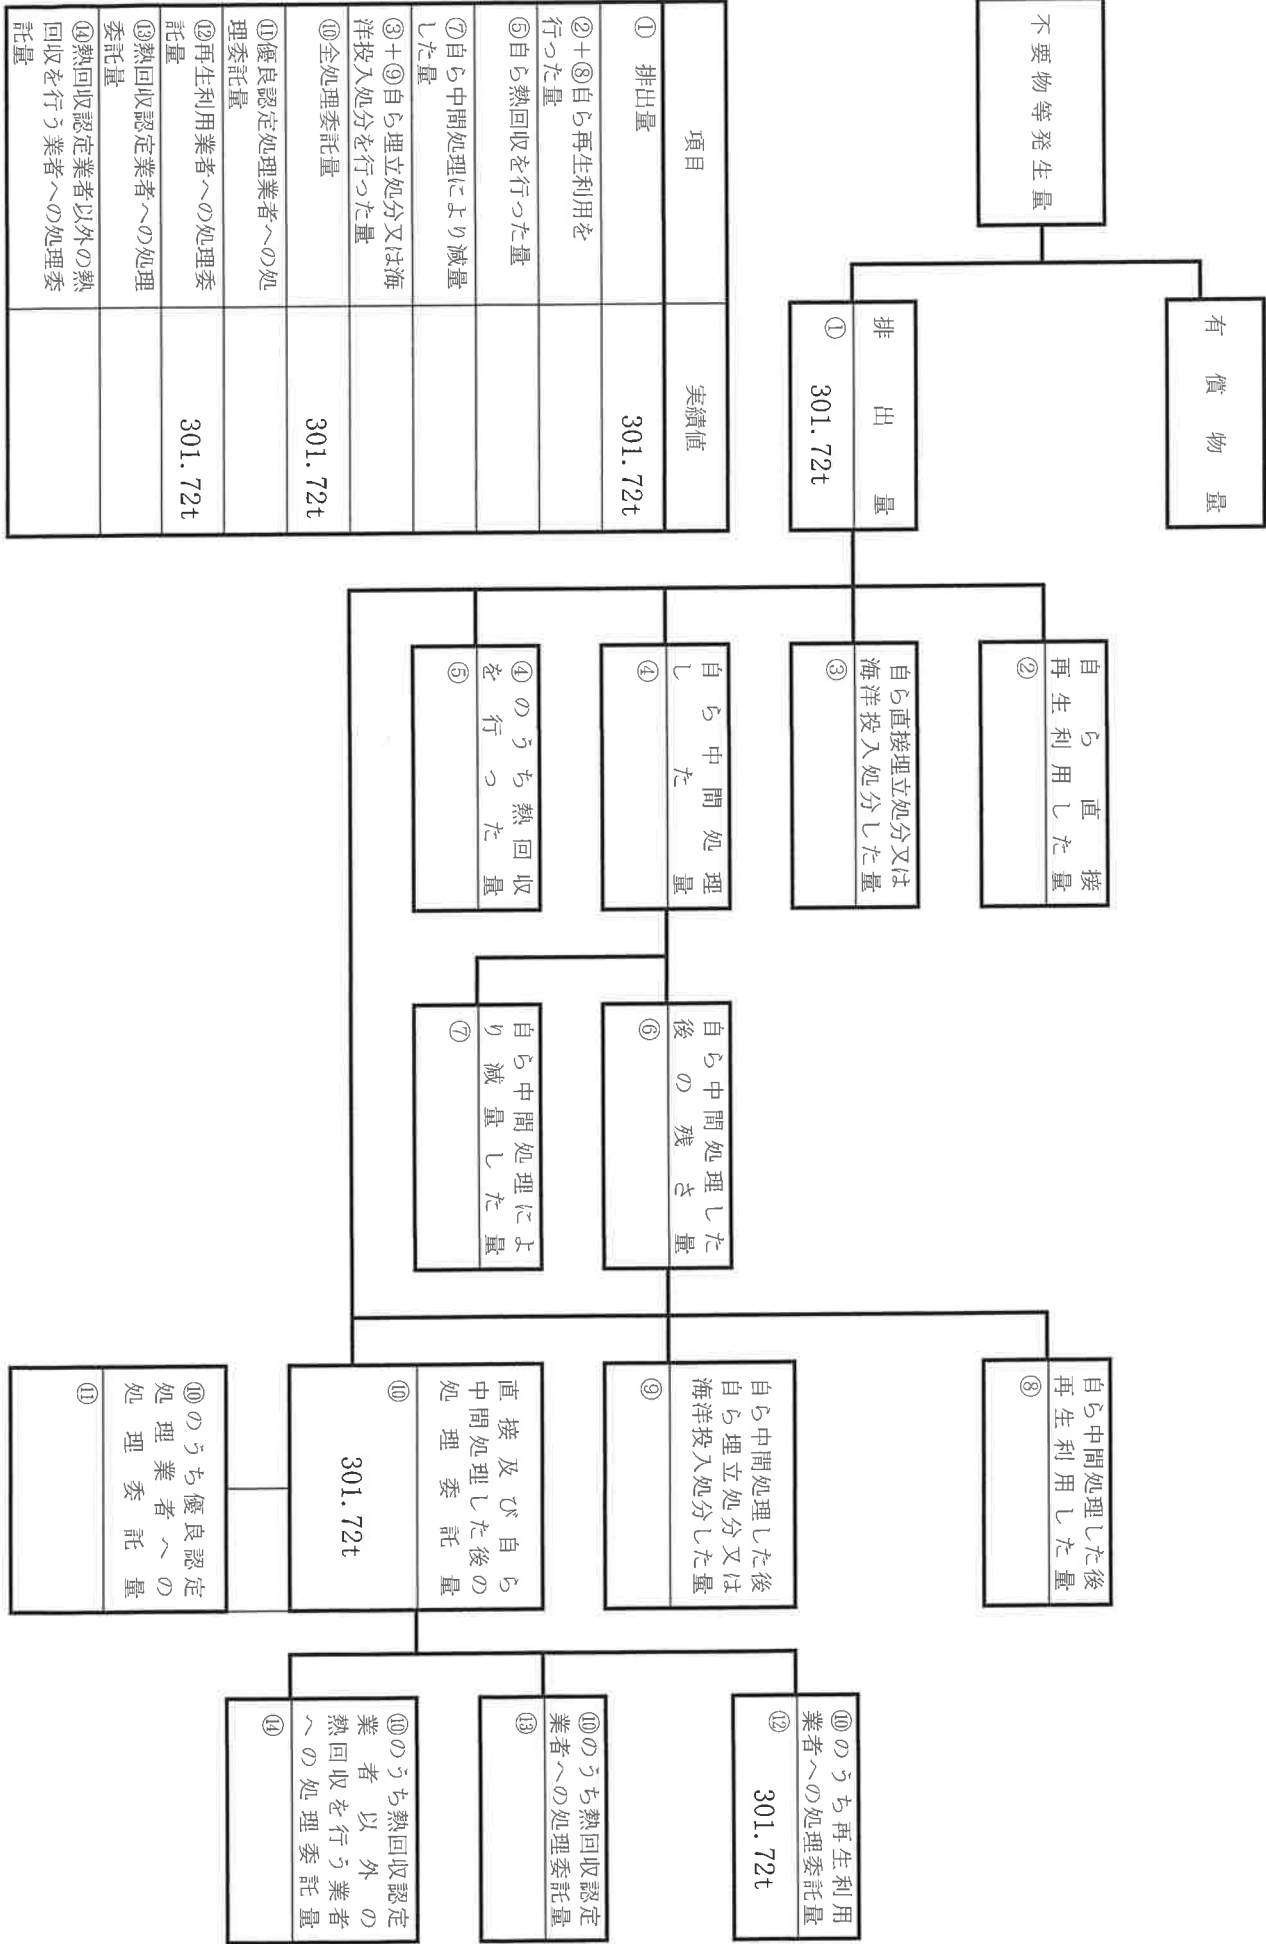 不要物等発生量
有償物量
排出量
① 301.72t
自ら直接
再生利用した量
②
自ら直接埋立処分又は
海洋投入処分した量
③
自ら中間処理
した量
④
④のうち熱回収
を行った量
⑤
自ら中間処理した
後の残さ量
⑥
自ら中間処理によ
り減量した量
⑦
自ら中間処理した後
再生利用した量
⑧
自ら中間処理した後
自ら埋立処分又は
海洋投入処分した量
⑨
直接及び自ら
中間処理した後の
処理委託量
⑩
301.72t
⑩のうち優良認定
処理業者への
処理委託量
⑪
⑩のうち再生利用
業者への処理委託量
⑫ 301.72t
⑩のうち熱回収認定
業者への処理委託量
⑬
⑩のうち熱回収認定
業者以外の
熱回収を行う業者
への処理委託量
⑭
項目 実績値
① 排出量 301.72t
②+⑧自ら再生利用を
行った量
⑤自ら熱回収を行った量
⑦自ら中間処理により減量
した量
③+⑨自ら埋立処分又は海
洋投入処分を行った量
⑩全処理委託量 301.72t
⑪優良認定処理業者への処
理委託量
⑫再生利用業者への処理委
託量 301.72t
⑬熱回収認定業者への処理
委託量
⑭熱回収認定業者以外の熱
回収を行う業者への処理委
託量